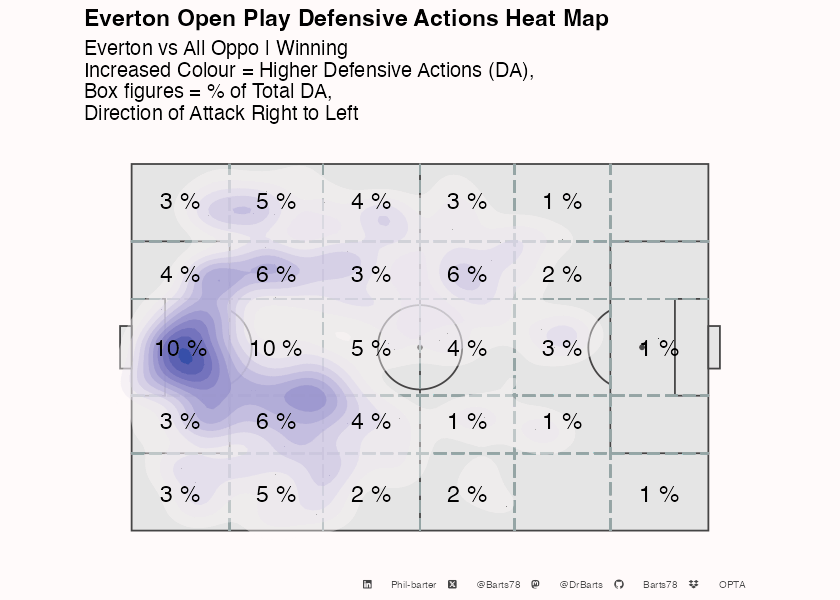 Everton Open Play Defensive Actions Heat Map
Everton vs All Oppo I Winning
Increased Colour = Higher Defensive Actions (DA),
Box figures = % of Total DA,
Direction of Attack Right to Left
3 % 5 % 4 % 3 % 1 %
4 % 6 % 3 % 6 % 2 %
10 % 10 % 5 % 4 % 3 % 1 %
3 % 6 % 4 % 1 % 1 %
3 % 5 % 2 % 2 % 1 %
Phil-barter @Barts78 @DrBarts Barts78 OPTA